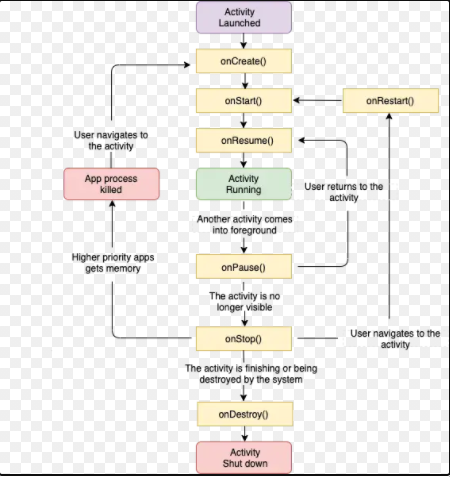 Activity
Launched
onCreate()
onStart()
onRestart()
onResume()
User navigates to
the activity
App process
killed
Activity
Running
User returns to the
activity
Another activity comes
into foreground
Higher priority apps
gets memory
onPause()
The activity is no
longer visible
onStop()
User navigates to the
activity
The activity is finishing or being
destroyed by the system
onDestroy()
Activity
Shut down